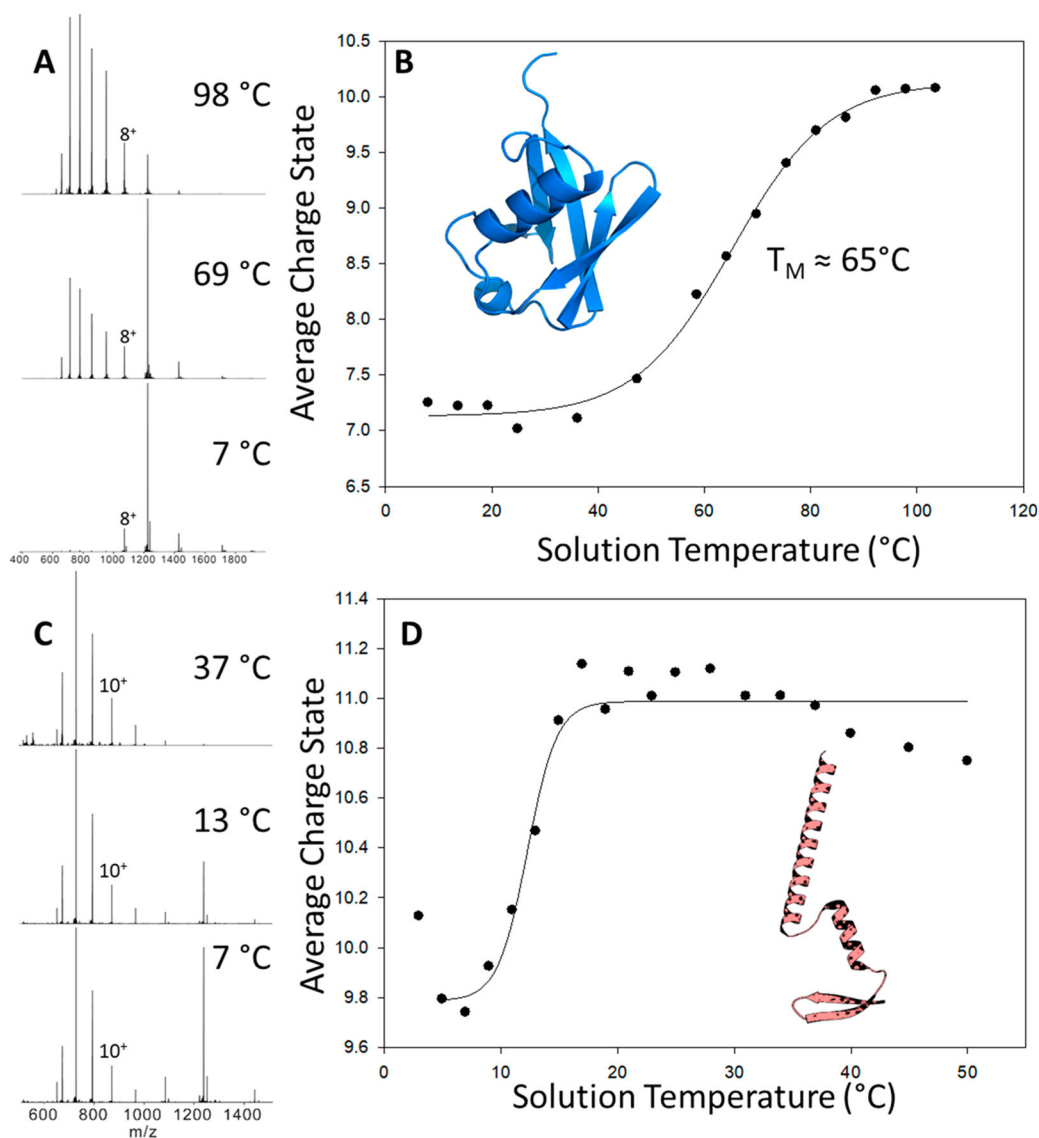 A
98 °C
8⁺
69 °C
8⁺
7 °C
8⁺
400 600 800 1000 1200 1400 1600 1800
B
10.5
10.0
9.5
9.0
8.5
8.0
7.5
7.0
6.5
Average Charge State
T_M ≈ 65°C
0 20 40 60 80 100 120
Solution Temperature (°C)
C
37 °C
10⁺
13 °C
10⁺
7 °C
10⁺
600 800 1000 1200 1400
m/z
D
11.4
11.2
11.0
10.8
10.6
10.4
10.2
10.0
9.8
9.6
Average Charge State
0 10 20 30 40 50
Solution Temperature (°C)